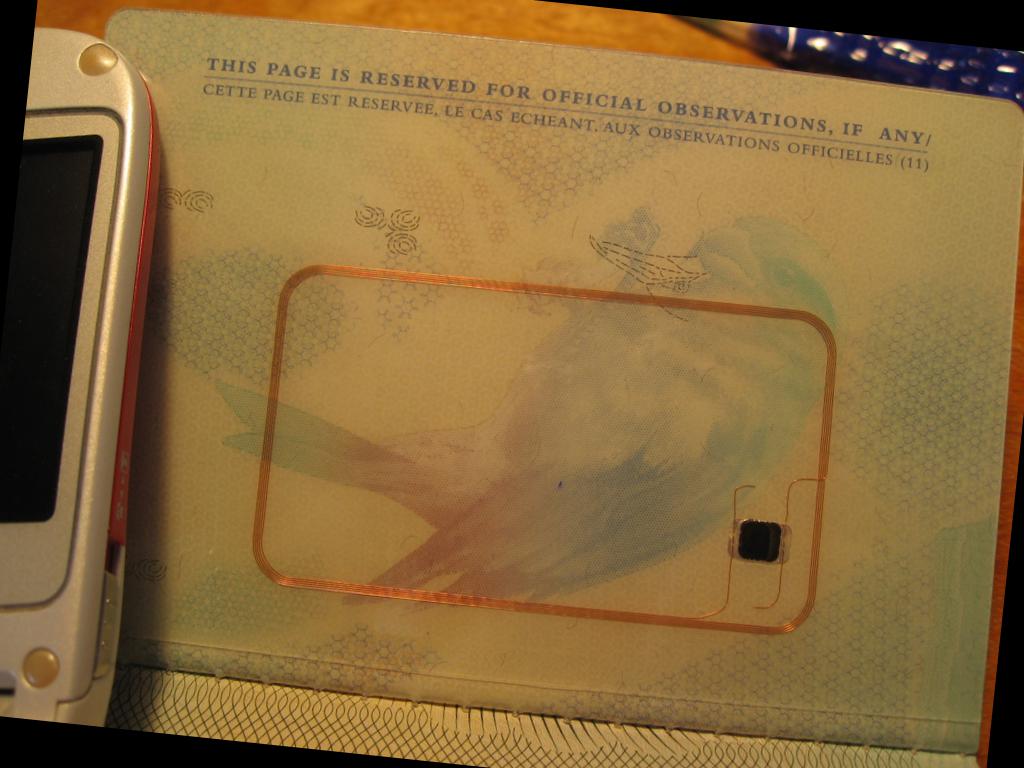 THIS PAGE IS RESERVED FOR OFFICIAL OBSERVATIONS, IF ANY/
CETTE PAGE EST RESERVEE, LE CAS ECHEANT, AUX OBSERVATIONS OFFICIELLES (11)